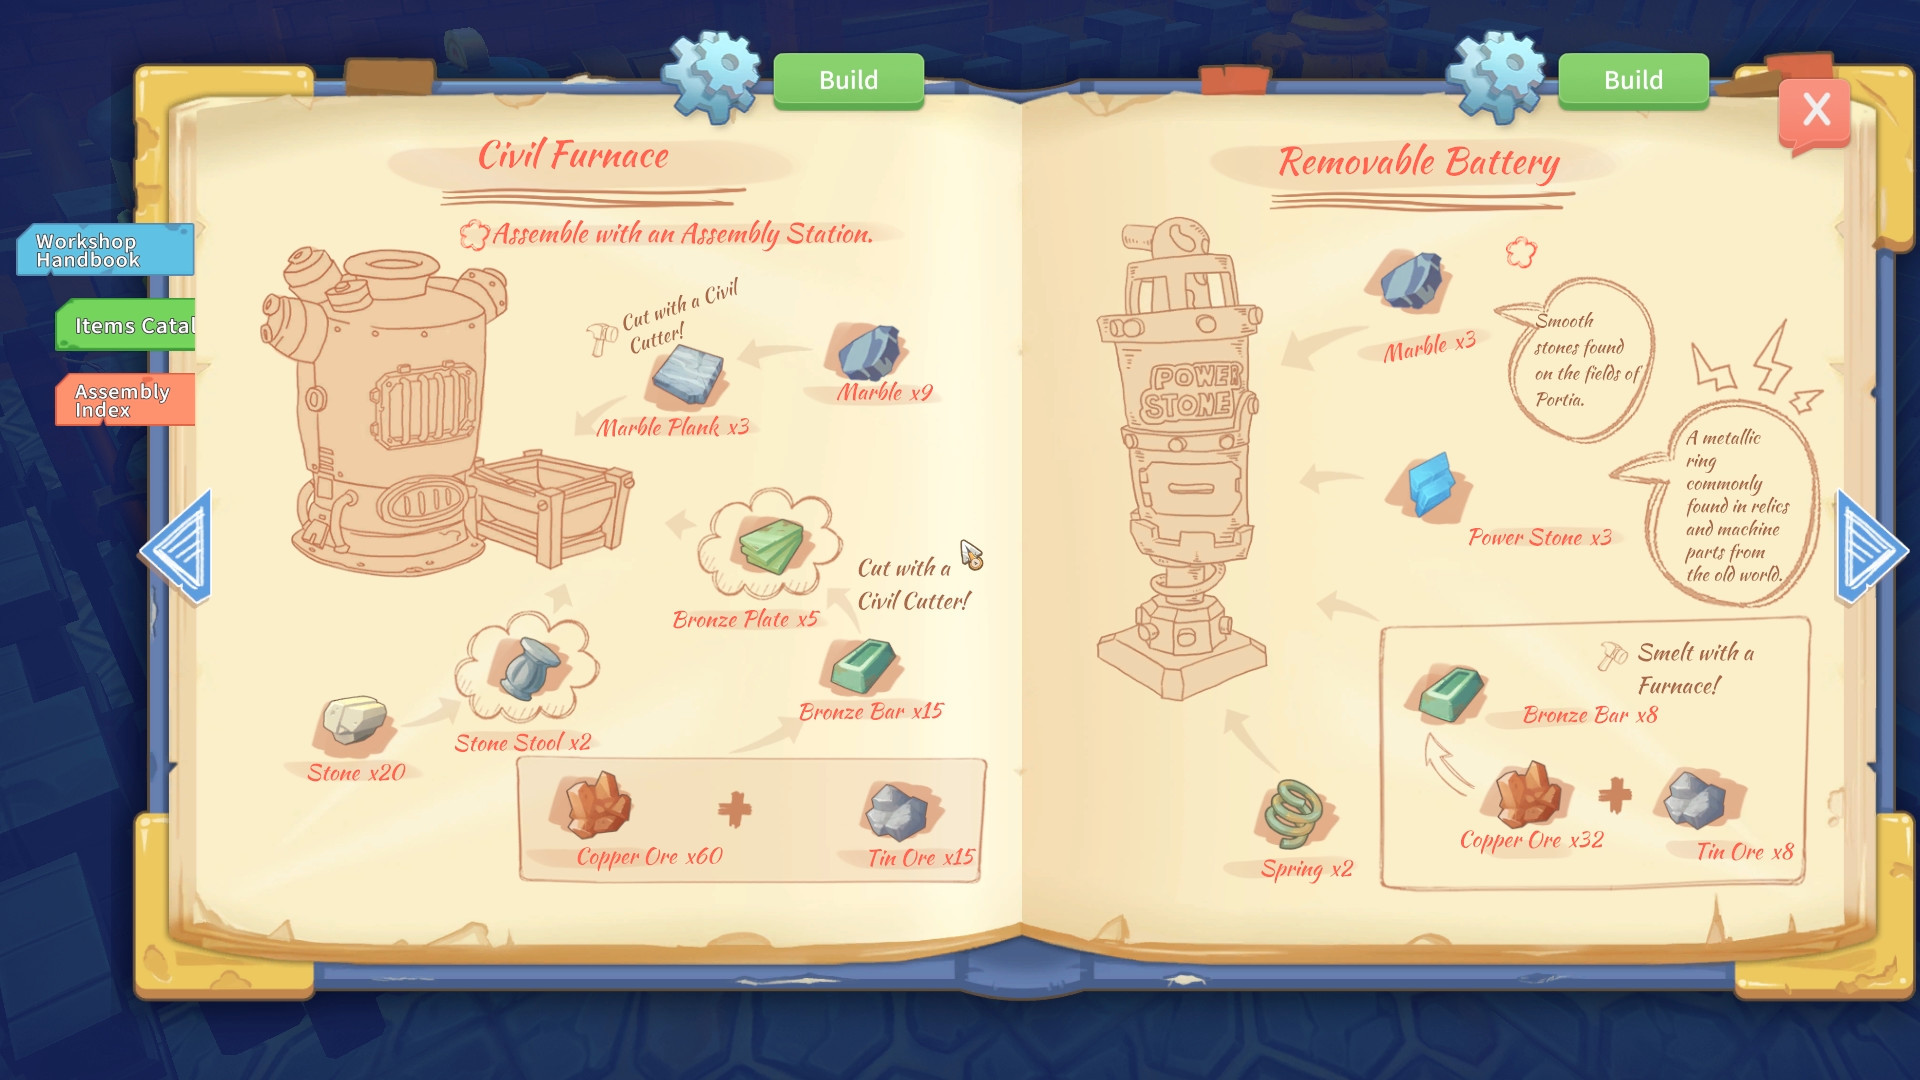 Build
Build
X
Workshop
Handbook
Items Catal
Assembly
Index
Civil Furnace
Assemble with an Assembly Station.
Cut with a Civil
Cutter!
Marble x9
Marble Plank x3
Cut with a
Civil Cutter!
Bronze Plate x5
Bronze Bar x15
Stone Stool x2
Stone x20
Copper Ore x60
Tin Ore x15
Removable Battery
POWER
STONE
Marble x3
Smooth
stones found
on the fields of
Portia.
A metallic
ring
commonly
found in relics
and machine
parts from
the old world.
Power Stone x3
Smelt with a
Furnace!
Bronze Bar x8
Copper Ore x32
Tin Ore x8
Spring x2